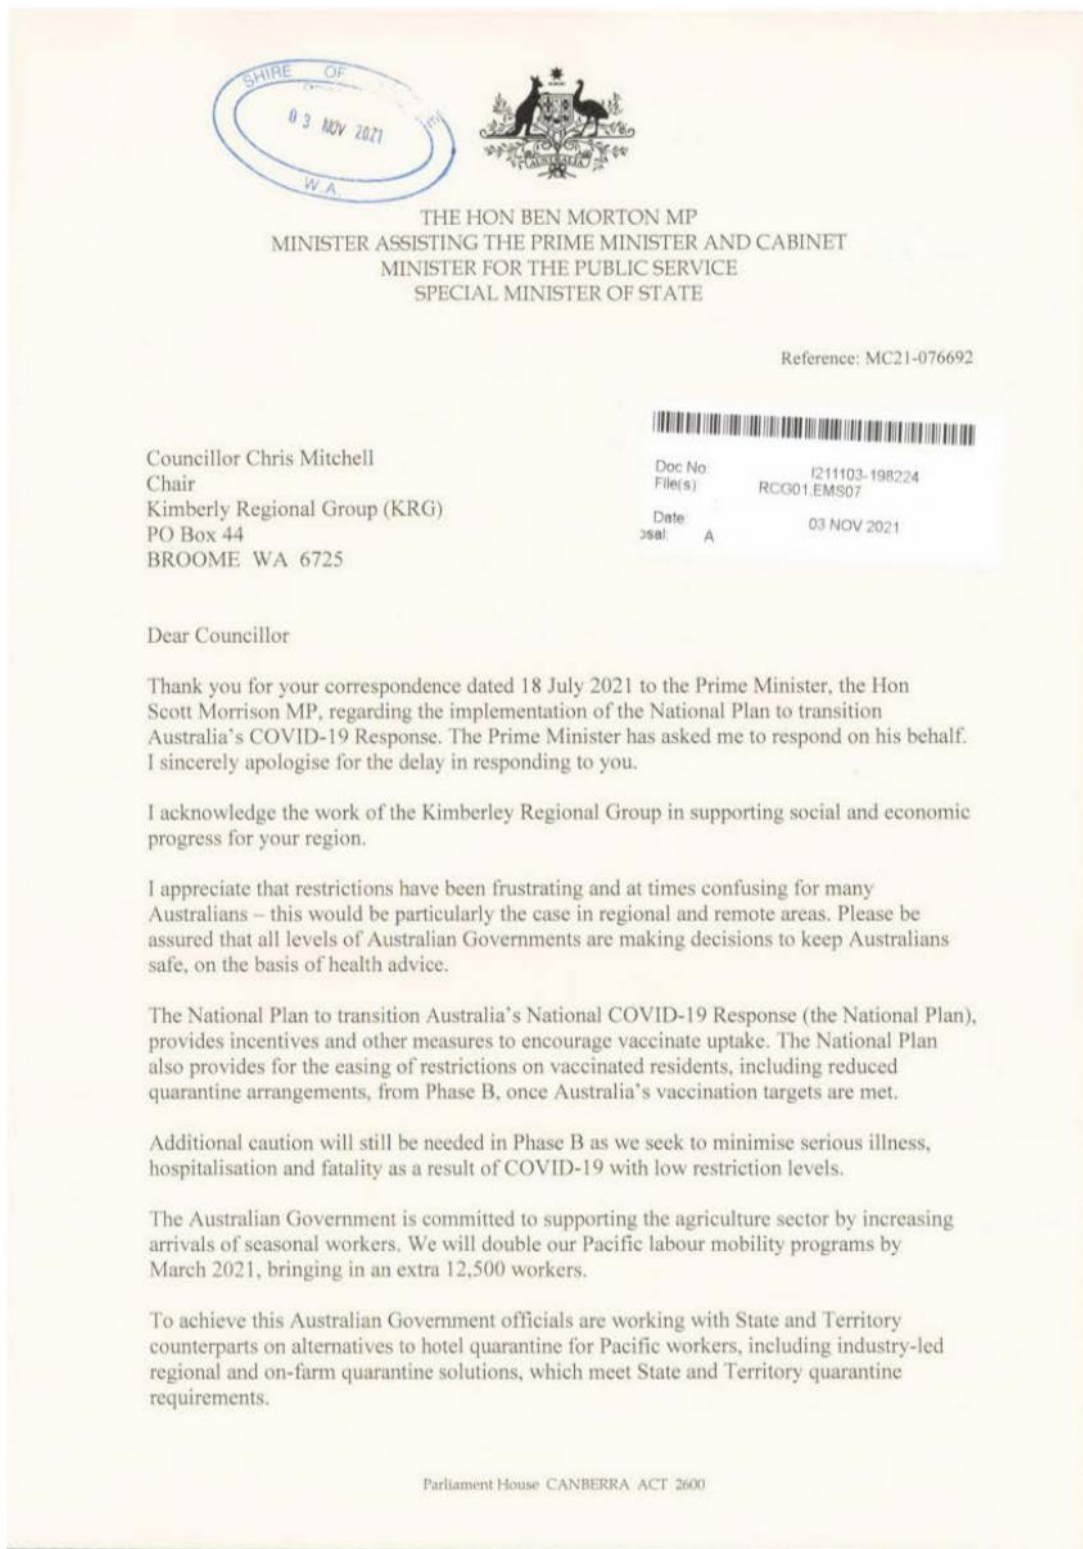 SHIRE OF
03 NOV 2021
W.A.
AUSTRALIA
THE HON BEN MORTON MP
MINISTER ASSISTING THE PRIME MINISTER AND CABINET
MINISTER FOR THE PUBLIC SERVICE
SPECIAL MINISTER OF STATE
Reference: MC21-076692
Councillor Chris Mitchell
Chair
Kimberly Regional Group (KRG)
PO Box 44
BROOME WA 6725
Doc No I211103-198224
File(s) RCG01.EMS07
Date: 03 NOV 2021
osal: A
Dear Councillor
Thank you for your correspondence dated 18 July 2021 to the Prime Minister, the Hon
Scott Morrison MP, regarding the implementation of the National Plan to transition
Australia's COVID-19 Response. The Prime Minister has asked me to respond on his behalf.
I sincerely apologise for the delay in responding to you.
I acknowledge the work of the Kimberley Regional Group in supporting social and economic
progress for your region.
I appreciate that restrictions have been frustrating and at times confusing for many
Australians – this would be particularly the case in regional and remote areas. Please be
assured that all levels of Australian Governments are making decisions to keep Australians
safe, on the basis of health advice.
The National Plan to transition Australia's National COVID-19 Response (the National Plan),
provides incentives and other measures to encourage vaccinate uptake. The National Plan
also provides for the easing of restrictions on vaccinated residents, including reduced
quarantine arrangements, from Phase B, once Australia's vaccination targets are met.
Additional caution will still be needed in Phase B as we seek to minimise serious illness,
hospitalisation and fatality as a result of COVID-19 with low restriction levels.
The Australian Government is committed to supporting the agriculture sector by increasing
arrivals of seasonal workers. We will double our Pacific labour mobility programs by
March 2021, bringing in an extra 12,500 workers.
To achieve this Australian Government officials are working with State and Territory
counterparts on alternatives to hotel quarantine for Pacific workers, including industry-led
regional and on-farm quarantine solutions, which meet State and Territory quarantine
requirements.
Parliament House CANBERRA ACT 2600